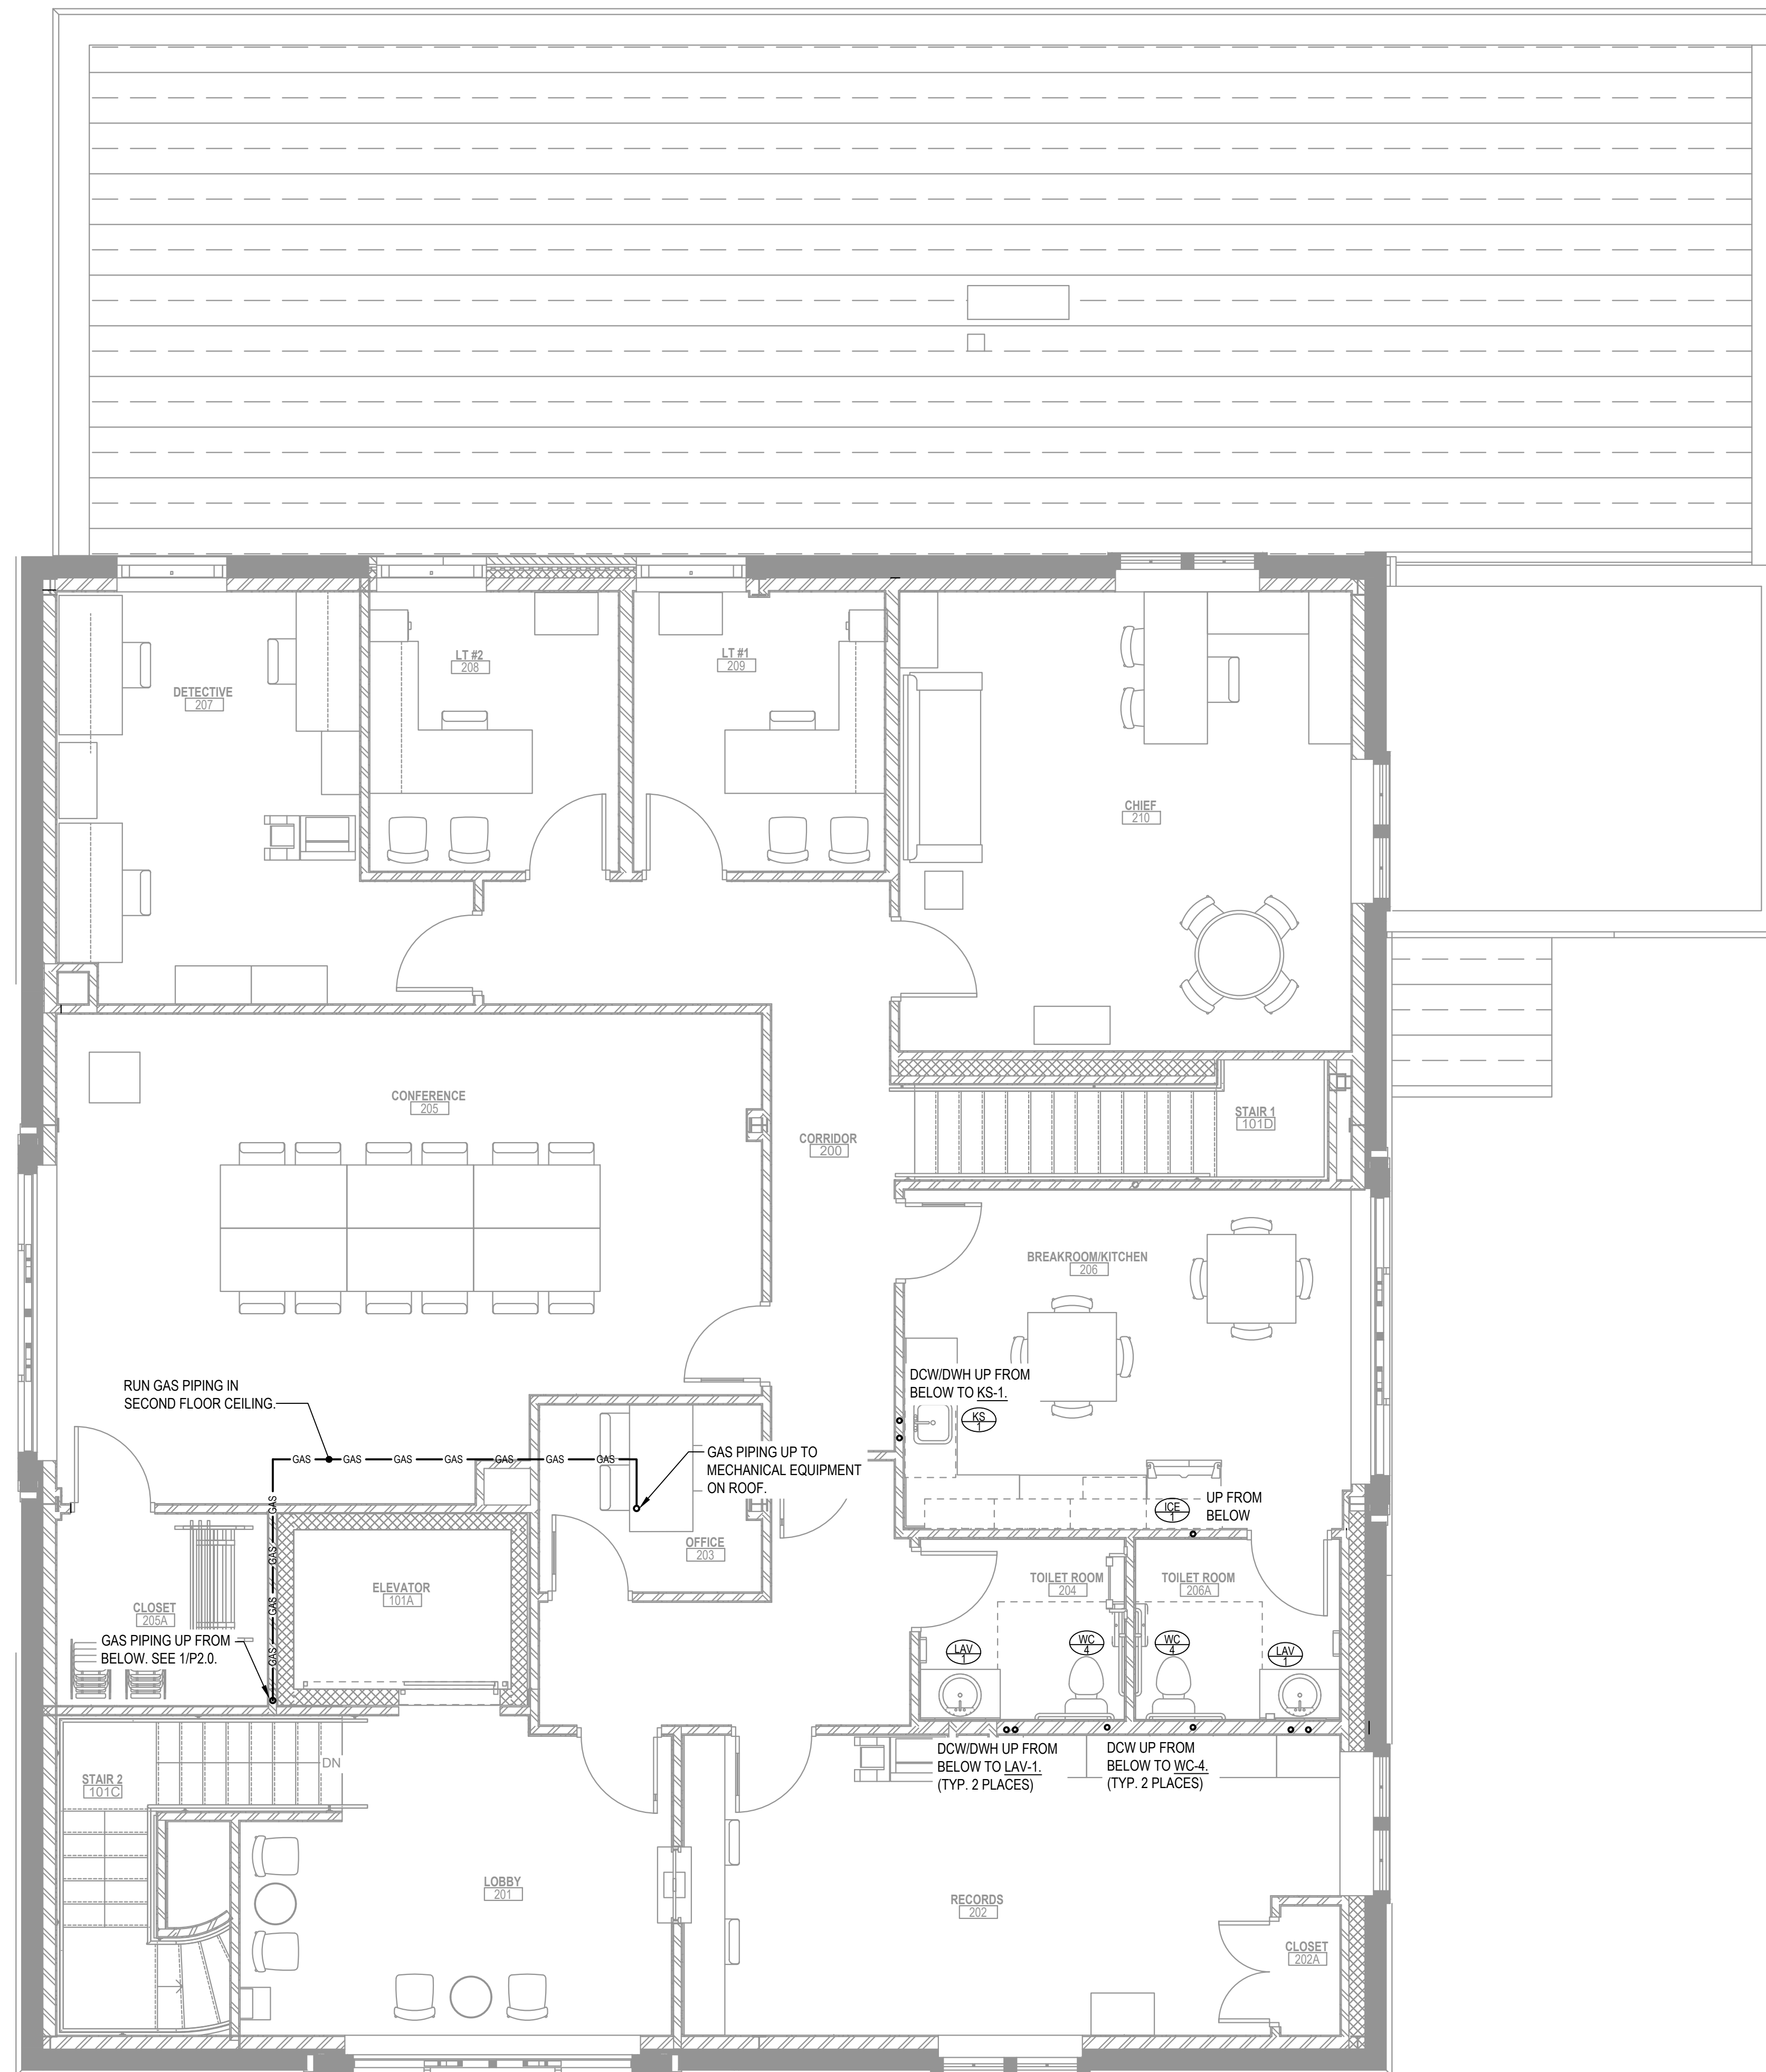 LT #2
208
LT #1
209
DETECTIVE
207
CHIEF
210
CONFERENCE
205
STAIR 1
101D
CORRIDOR
200
BREAKROOM/KITCHEN
206
RUN GAS PIPING IN
SECOND FLOOR CEILING.
DCW/DWH UP FROM
BELOW TO KS-1.
KS
1
GAS GAS GAS GAS GAS GAS GAS
GAS PIPING UP TO
MECHANICAL EQUIPMENT
ON ROOF.
ICE
1
UP FROM
BELOW
GAS
GAS
GAS
GAS
OFFICE
203
ELEVATOR
101A
TOILET ROOM
204
TOILET ROOM
206A
CLOSET
205A
GAS PIPING UP FROM
BELOW. SEE 1/P2.0.
LAV
1
WC
4
WC
4
LAV
1
DCW/DWH UP FROM
BELOW TO LAV-1.
(TYP. 2 PLACES)
DCW UP FROM
BELOW TO WC-4.
(TYP. 2 PLACES)
DN
STAIR 2
101C
LOBBY
201
RECORDS
202
CLOSET
202A